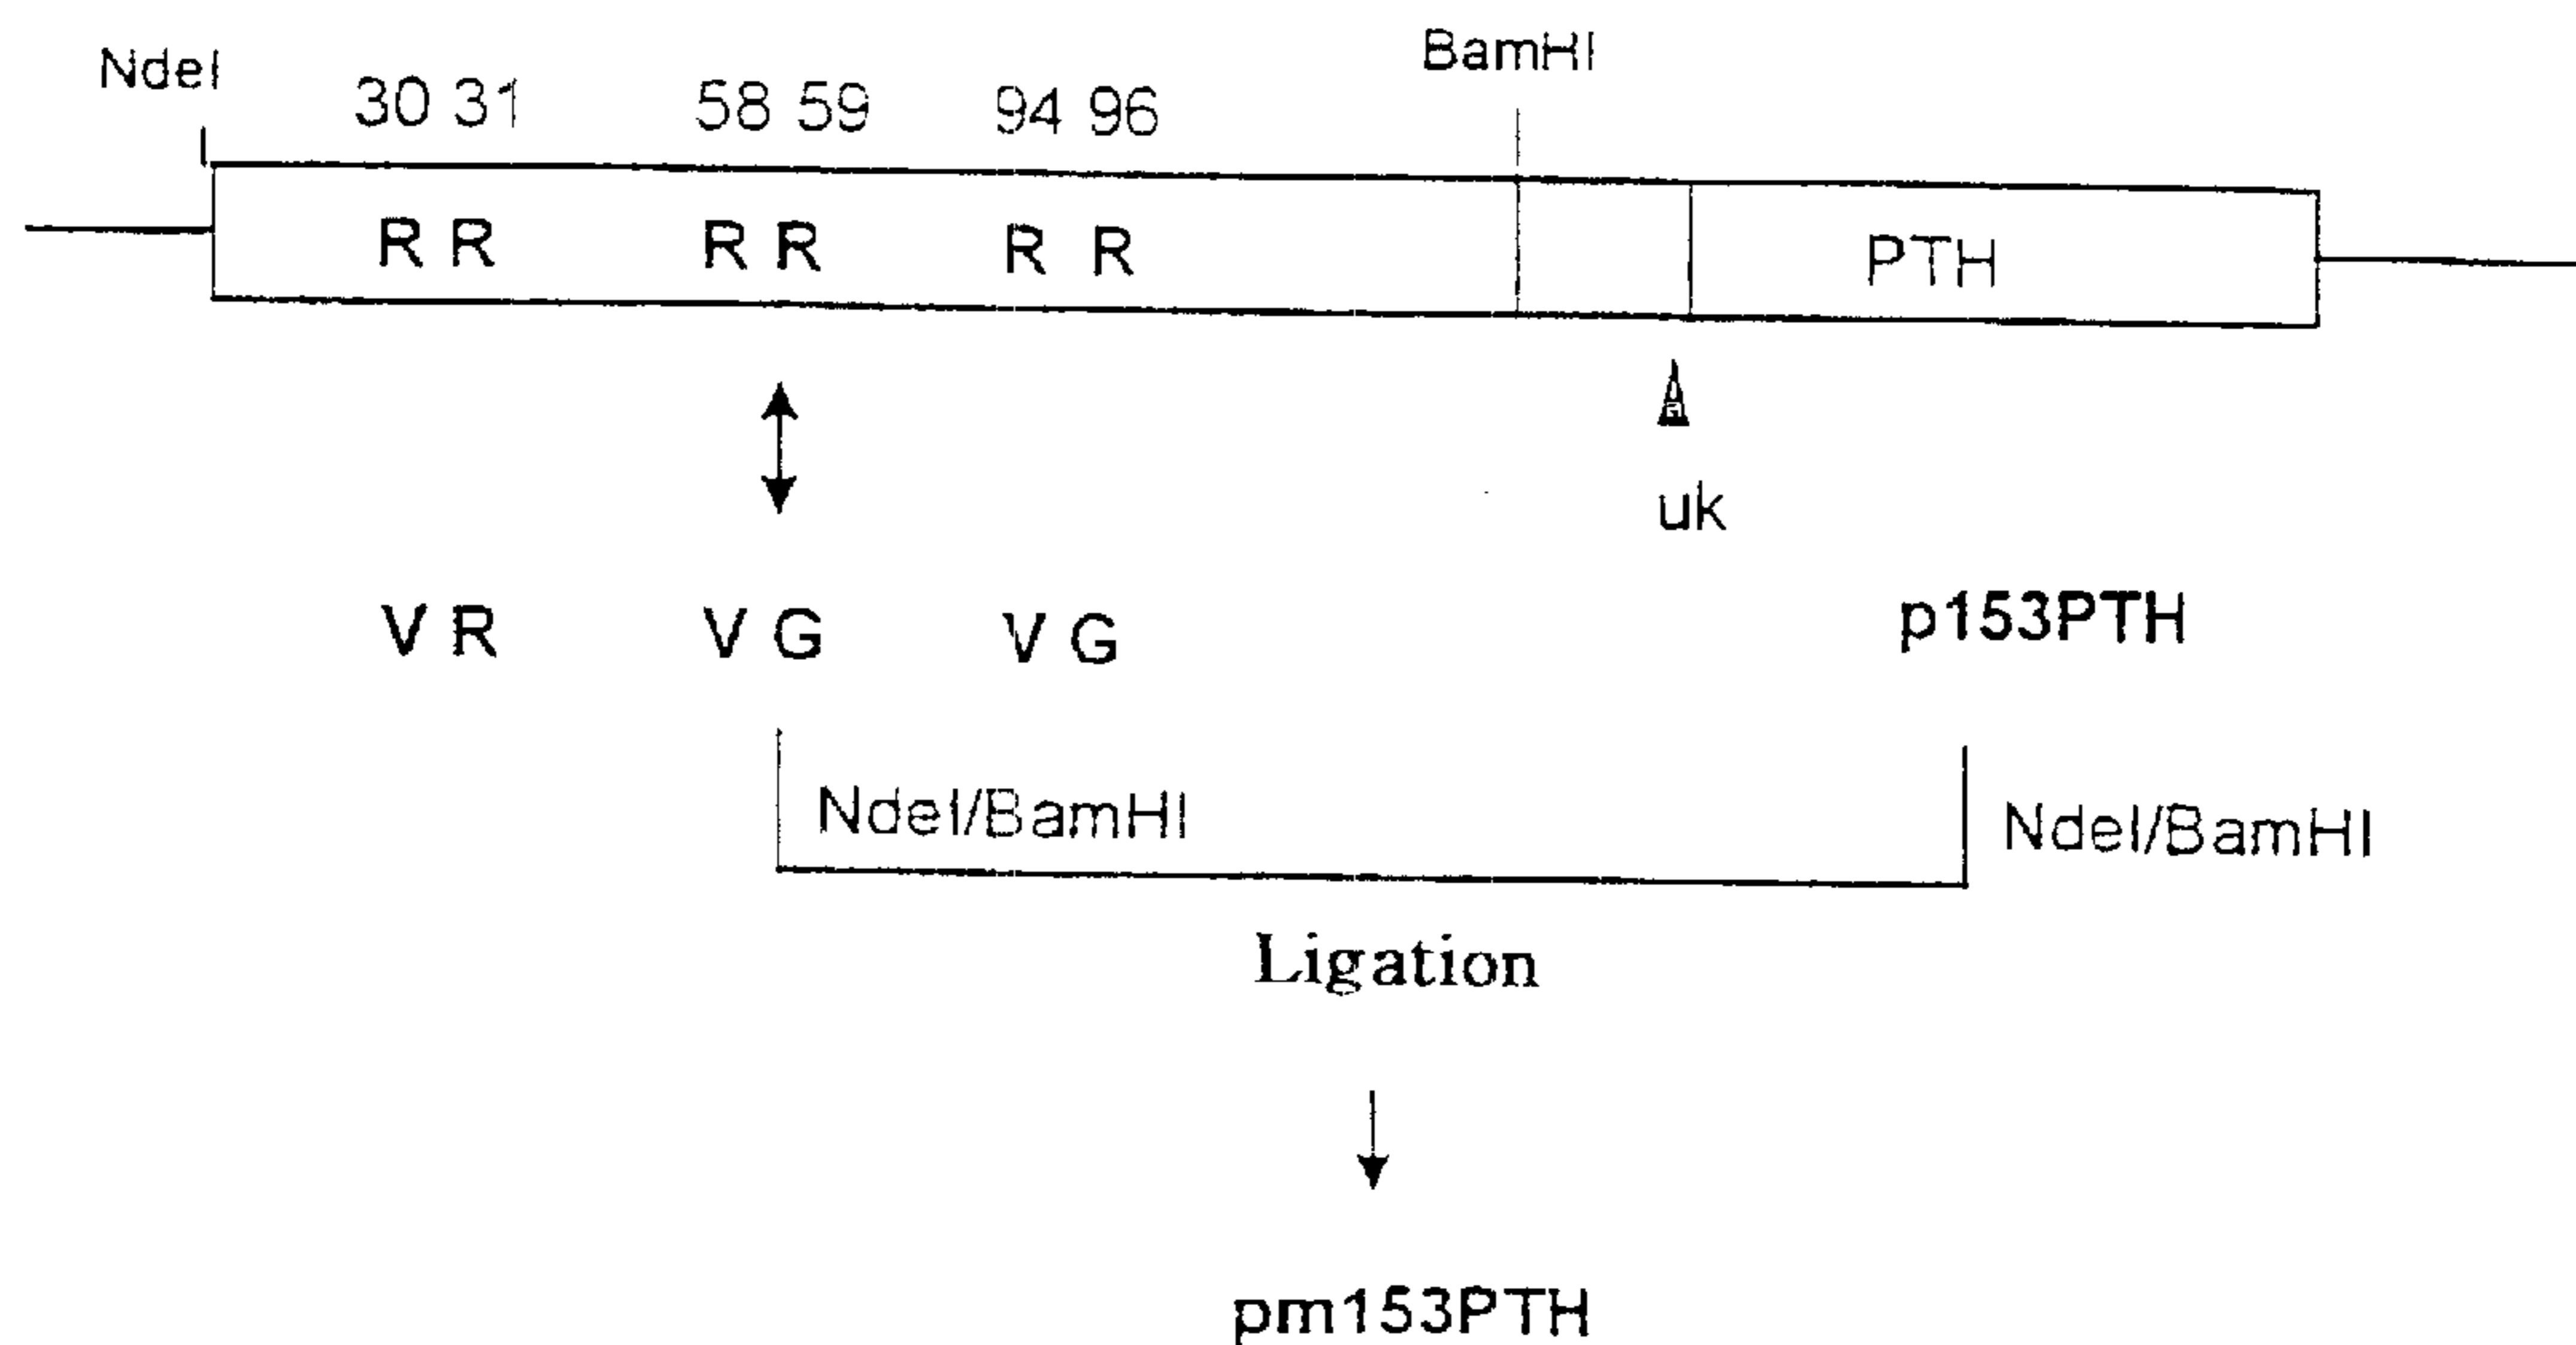 NdeI BamHI
30 31 58 59 94 96
R R R R R R PTH
uk
V R V G V G p153PTH
NdeI/BamHI NdeI/BamHI
Ligation
pm153PTH